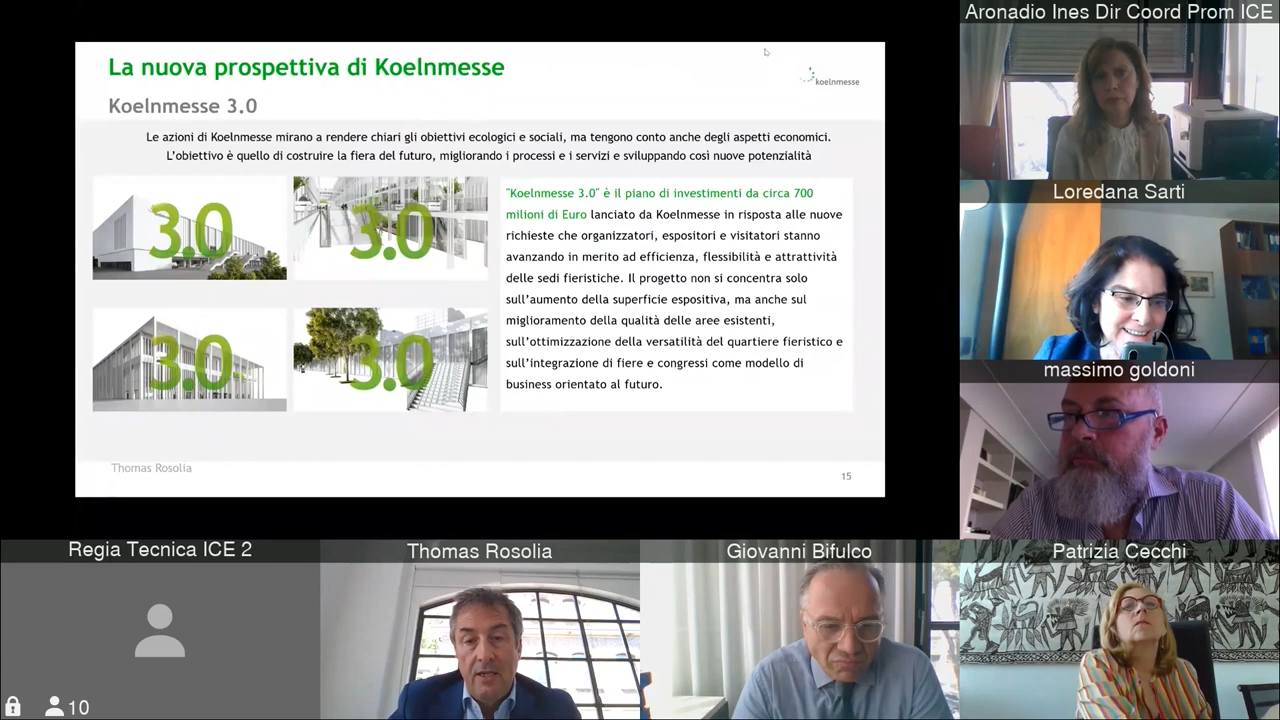 Aronadio Ines Dir Coord Prom ICE
La nuova prospettiva di Koelnmesse
koelnmesse
Koelnmesse 3.0
Le azioni di Koelnmesse mirano a rendere chiari gli obiettivi ecologici e sociali, ma tengono conto anche degli aspetti economici.
L'obiettivo è quello di costruire la fiera del futuro, migliorando i processi e i servizi e sviluppando così nuove potenzialità
3.0
3.0
3.0
3.0
"Koelnmesse 3.0" è il piano di investimenti da circa 700
milioni di Euro lanciato da Koelnmesse in risposta alle nuove
richieste che organizzatori, espositori e visitatori stanno
avanzando in merito ad efficienza, flessibilità e attrattività
delle sedi fieristiche. Il progetto non si concentra solo
sull'aumento della superficie espositiva, ma anche sul
miglioramento della qualità delle aree esistenti,
sull'ottimizzazione della versatilità del quartiere fieristico e
sull'integrazione di fiere e congressi come modello di
business orientato al futuro.
Thomas Rosolia
15
Loredana Sarti
massimo goldoni
Regia Tecnica ICE 2
Thomas Rosolia
Giovanni Bifulco
Patrizia Cecchi
10